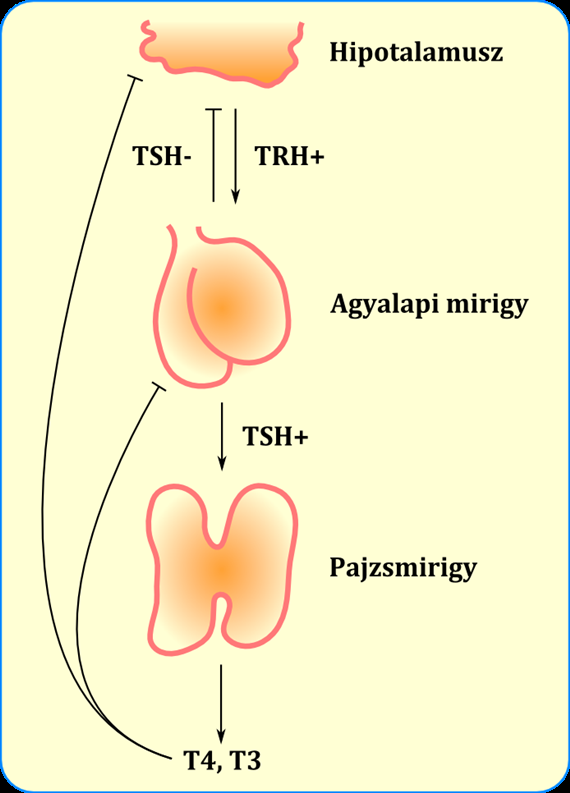 Hipotalamusz
TSH-
TRH+
Agyalapi mirigy
TSH+
Pajzsmirigy
T4, T3